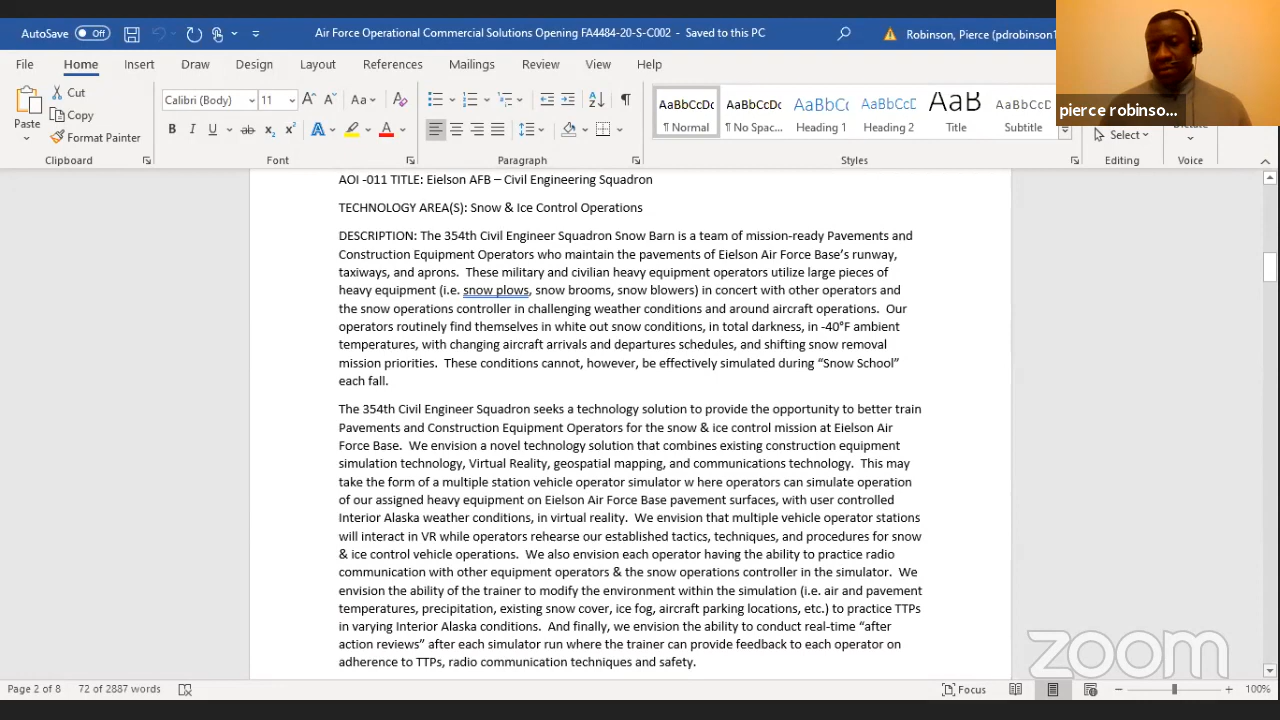 AutoSave Off
Air Force Operational Commercial Solutions Opening FA4484-20-S-C002 - Saved to this PC
Robinson, Pierce (pdrobinson1
File Home Insert Draw Design Layout References Mailings Review View Help
Paste
Cut
Copy
Format Painter
Clipboard
Calibri (Body) 11
Font
Paragraph
AaBbCcDc AaBbCcDc AaBbCc AaBbCcD AaB AaBbCcD
¶ Normal ¶ No Spac... Heading 1 Heading 2 Title Subtitle
Styles
pierce robinso...
Select
Editing
Voice
AOI -011 TITLE: Eielson AFB – Civil Engineering Squadron
TECHNOLOGY AREA(S): Snow & Ice Control Operations
DESCRIPTION: The 354th Civil Engineer Squadron Snow Barn is a team of mission-ready Pavements and
Construction Equipment Operators who maintain the pavements of Eielson Air Force Base's runway,
taxiways, and aprons. These military and civilian heavy equipment operators utilize large pieces of
heavy equipment (i.e. snow plows, snow brooms, snow blowers) in concert with other operators and
the snow operations controller in challenging weather conditions and around aircraft operations. Our
operators routinely find themselves in white out snow conditions, in total darkness, in -40°F ambient
temperatures, with changing aircraft arrivals and departures schedules, and shifting snow removal
mission priorities. These conditions cannot, however, be effectively simulated during “Snow School”
each fall.
The 354th Civil Engineer Squadron seeks a technology solution to provide the opportunity to better train
Pavements and Construction Equipment Operators for the snow & ice control mission at Eielson Air
Force Base. We envision a novel technology solution that combines existing construction equipment
simulation technology, Virtual Reality, geospatial mapping, and communications technology. This may
take the form of a multiple station vehicle operator simulator w here operators can simulate operation
of our assigned heavy equipment on Eielson Air Force Base pavement surfaces, with user controlled
Interior Alaska weather conditions, in virtual reality. We envision that multiple vehicle operator stations
will interact in VR while operators rehearse our established tactics, techniques, and procedures for snow
& ice control vehicle operations. We also envision each operator having the ability to practice radio
communication with other equipment operators & the snow operations controller in the simulator. We
envision the ability of the trainer to modify the environment within the simulation (i.e. air and pavement
temperatures, precipitation, existing snow cover, ice fog, aircraft parking locations, etc.) to practice TTPs
in varying Interior Alaska conditions. And finally, we envision the ability to conduct real-time “after
action reviews” after each simulator run where the trainer can provide feedback to each operator on
adherence to TTPs, radio communication techniques and safety.
zoom
Page 2 of 8 72 of 2887 words Focus 100%